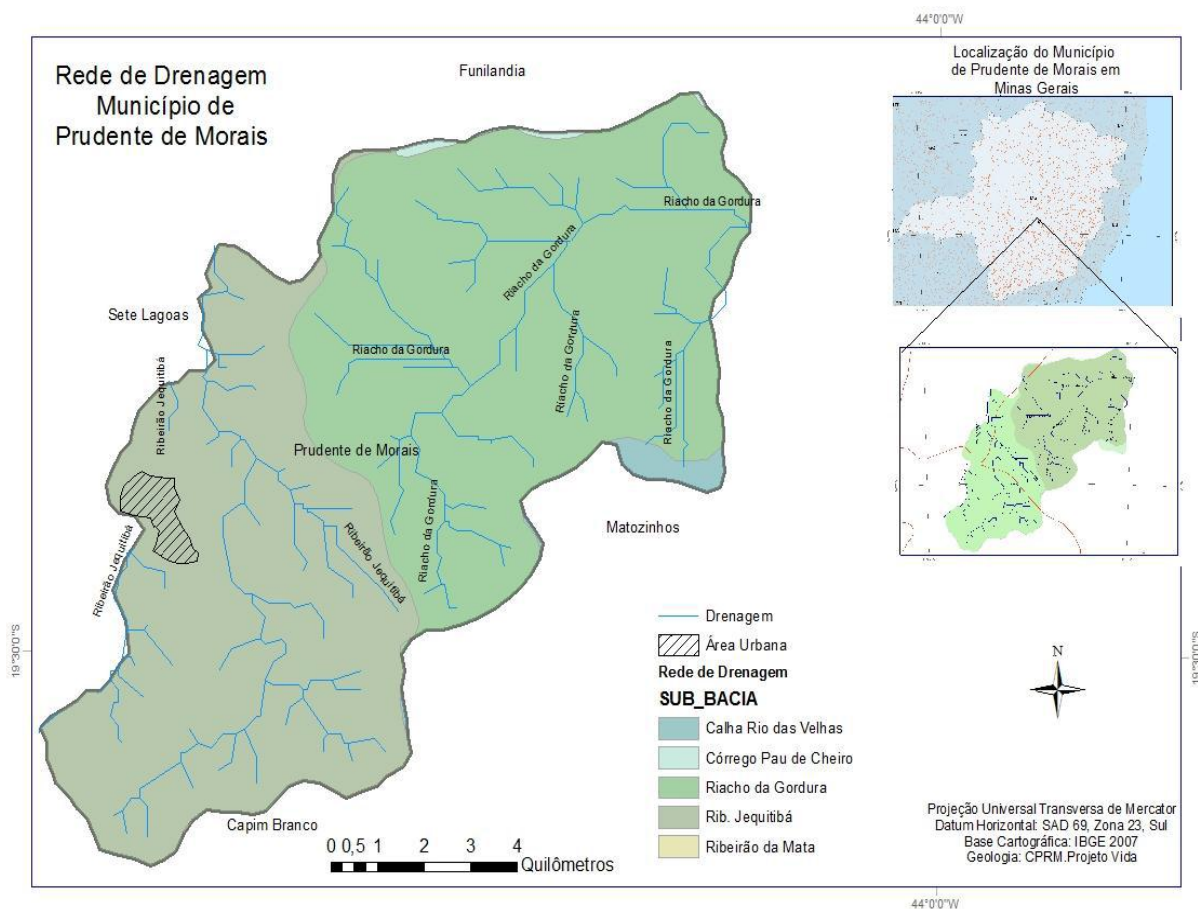 44°0'0"W
Rede de Drenagem
Município de
Prudente de Morais
Funilandia
Localização do Município
de Prudente de Morais em
Minas Gerais
Riacho da Gordura
Riacho da Gordura
Sete Lagoas
Riacho da Gordura
Riacho da Gordura
Riacho da Gordura
Ribeirão Jequitibá
Prudente de Morais
Riacho da Gordura
Ribeirão Jequitibá
Ribeirão Jequitibá
Matozinhos
19°30'0"S
19°30'0"S
Drenagem
Área Urbana
Rede de Drenagem
SUB_BACIA
Calha Rio das Velhas
Córrego Pau de Cheiro
Riacho da Gordura
Rib. Jequitibá
Ribeirão da Mata
N
Capim Branco
0 0,5 1 2 3 4
Quilômetros
Projeção Universal Transversa de Mercator
Datum Horizontal: SAD 69, Zona 23, Sul
Base Cartográfica: IBGE 2007
Geologia: CPRM.Projeto Vida
44°0'0"W